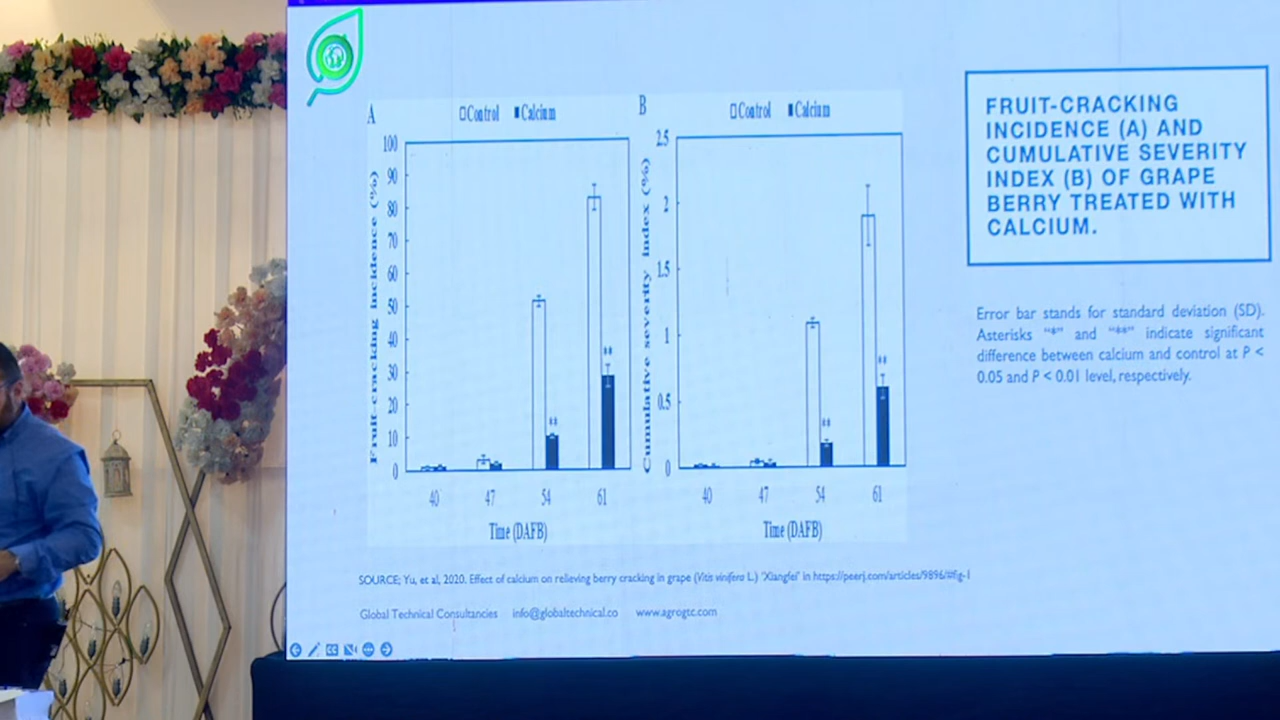 A
□Control ■Calcium
100
90
80
70
60
50
40
30
20
10
0
Fruit-cracking incidence (%)
**
**
40 47 54 61
Time (DAFB)
B
□Control ■Calcium
2.5
2
1.5
1
0.5
0
Cumulative severity index (%)
**
**
40 47 54 61
Time (DAFB)
FRUIT-CRACKING
INCIDENCE (A) AND
CUMULATIVE SEVERITY
INDEX (B) OF GRAPE
BERRY TREATED WITH
CALCIUM.
Error bar stands for standard deviation (SD).
Asterisks “*” and “**” indicate significant
difference between calcium and control at P <
0.05 and P < 0.01 level, respectively.
SOURCE; Yu, et al, 2020. Effect of calcium on relieving berry cracking in grape (Vitis vinifera L.) ‘Xiangfei’ in https://peerj.com/articles/9896/#fig-1
Global Technical Consultancies info@globaltechnical.co www.agrogtc.com